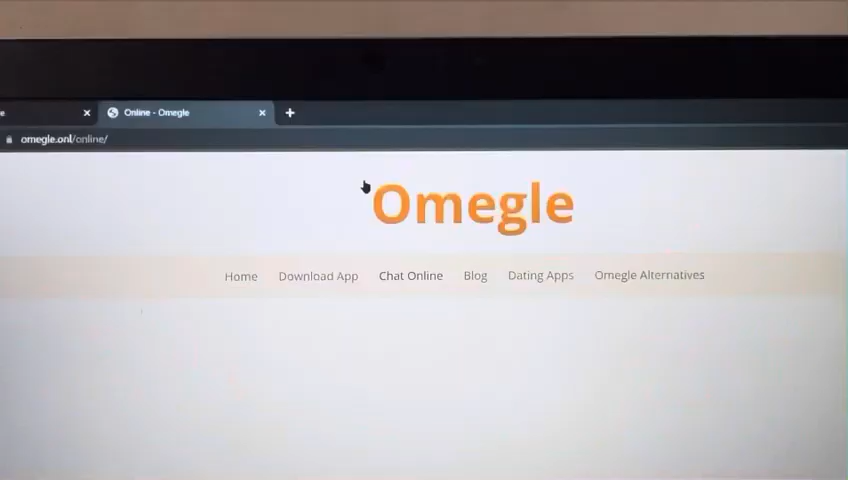 e
Online - Omegle
omegle.onl/online/
Omegle
Home Download App Chat Online Blog Dating Apps Omegle Alternatives